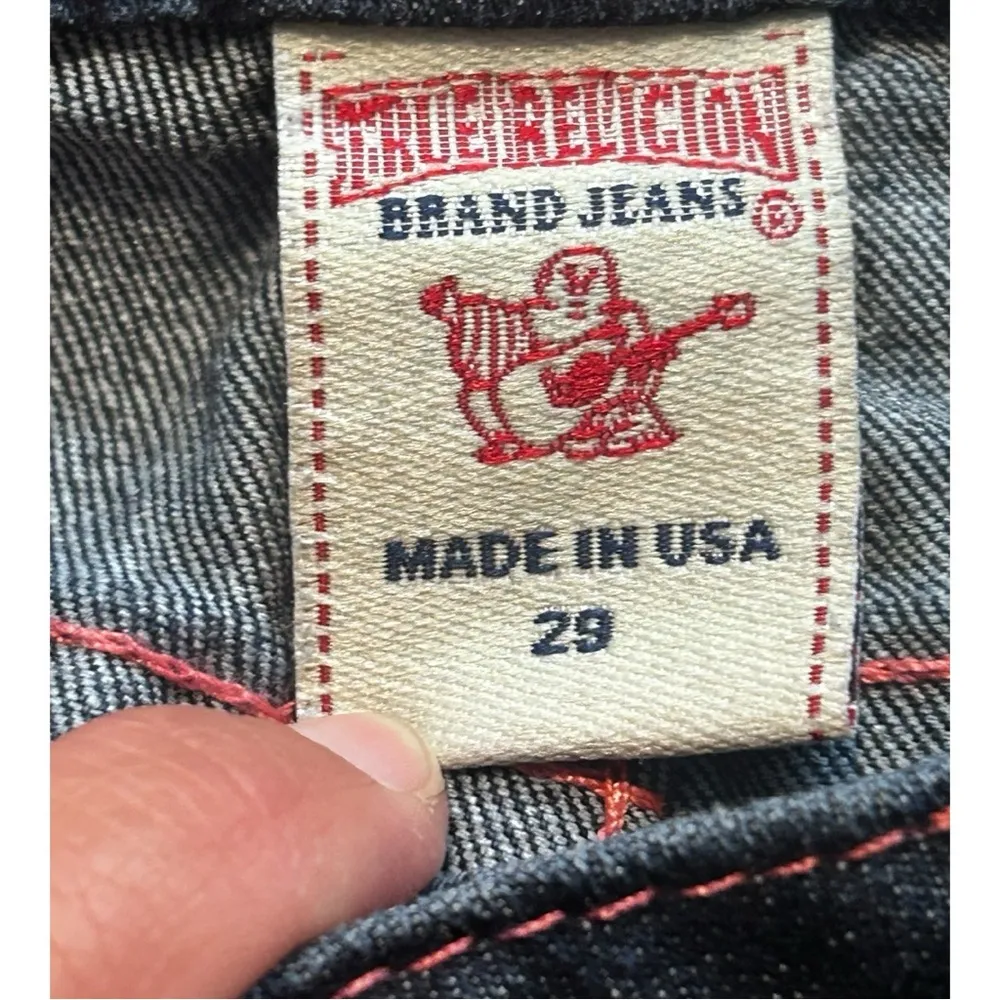 TRUE RELIGION
BRAND JEANS ®
MADE IN USA
29